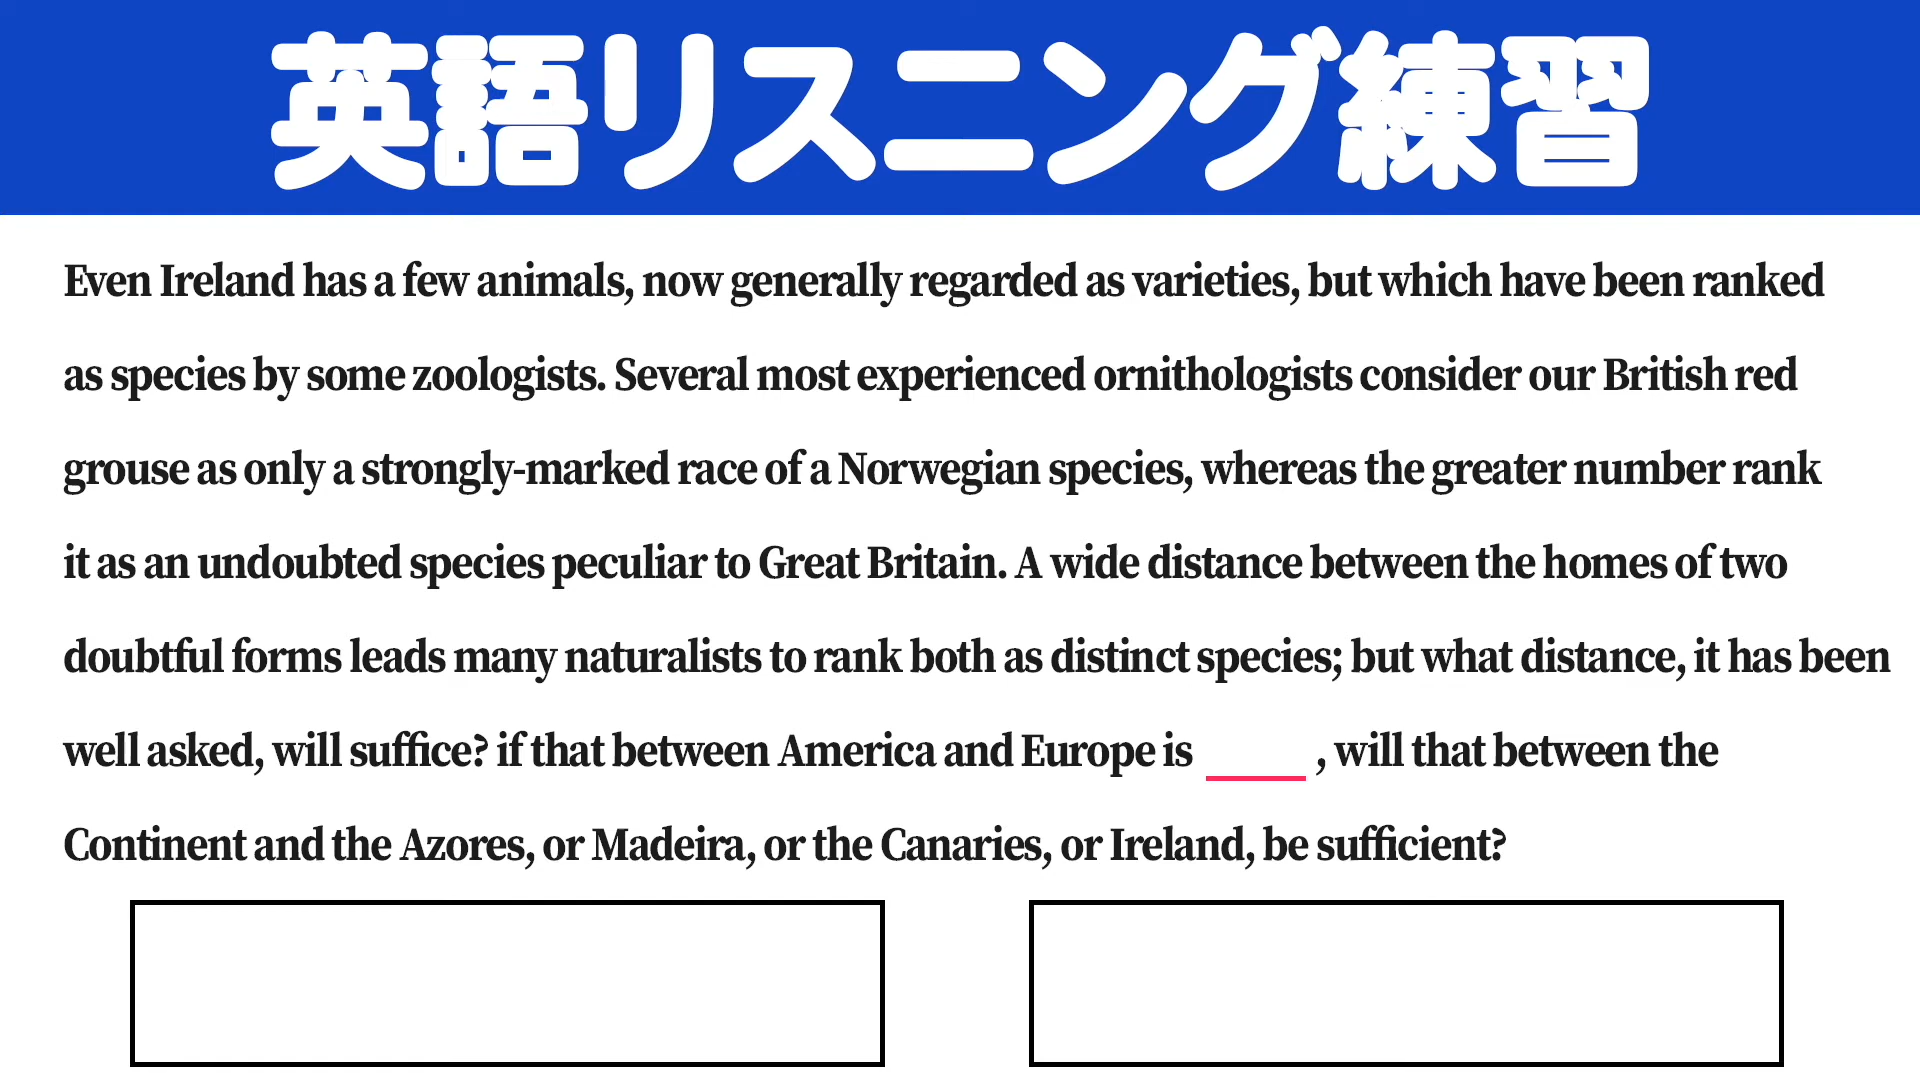 英語リスニング練習
Even Ireland has a few animals, now generally regarded as varieties, but which have been ranked
as species by some zoologists. Several most experienced ornithologists consider our British red
grouse as only a strongly-marked race of a Norwegian species, whereas the greater number rank
it as an undoubted species peculiar to Great Britain. A wide distance between the homes of two
doubtful forms leads many naturalists to rank both as distinct species; but what distance, it has been
well asked, will suffice? if that between America and Europe is ____ , will that between the
Continent and the Azores, or Madeira, or the Canaries, or Ireland, be sufficient?